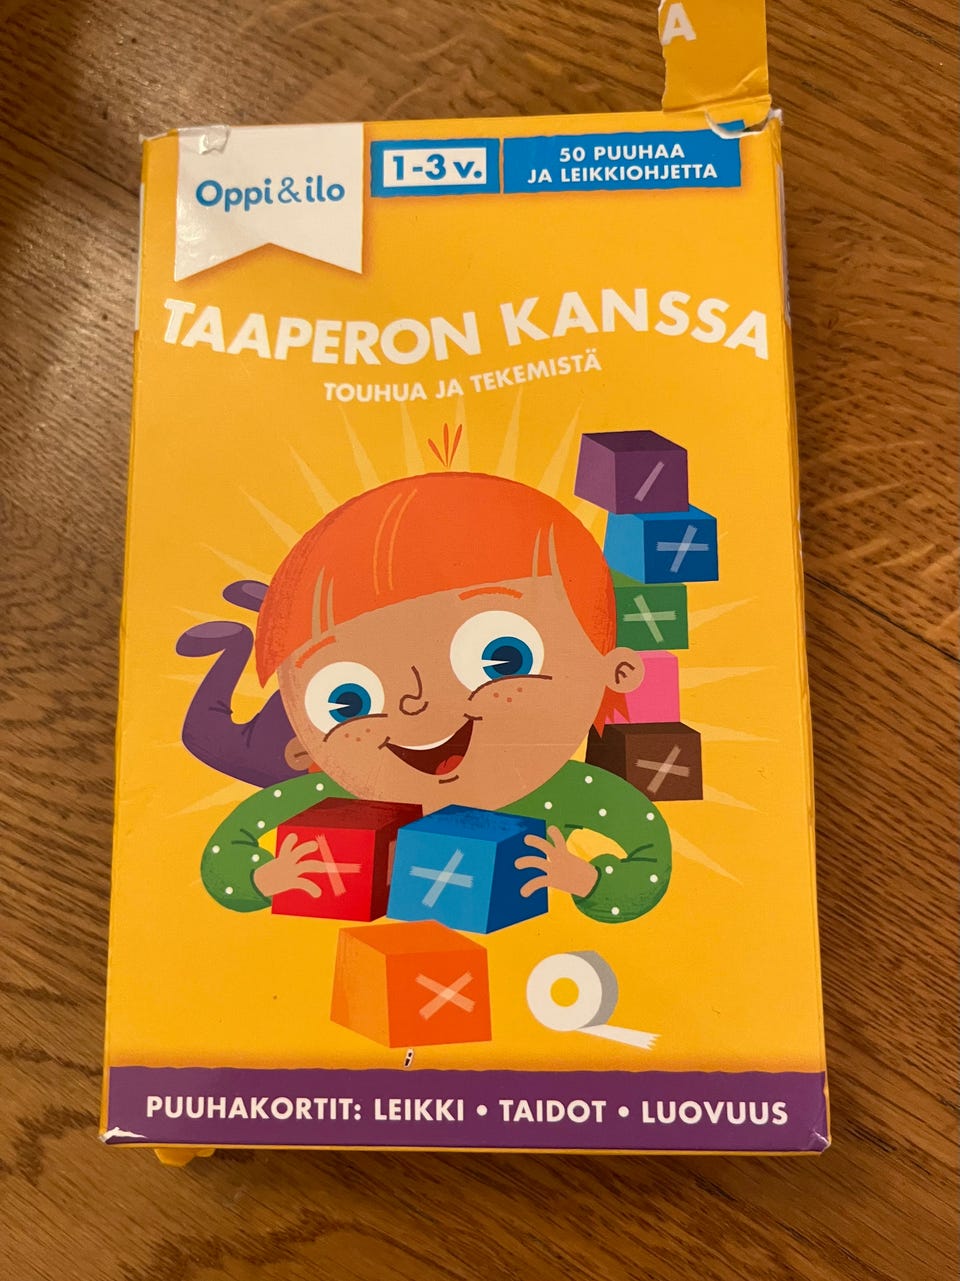 A
Oppi&ilo
1-3 v.
50 PUUHAA
JA LEIKKIOHJETTA
TAAPERON KANSSA
TOUHUA JA TEKEMISTÄ
PUUHAKORTIT: LEIKKI • TAIDOT • LUOVUUS